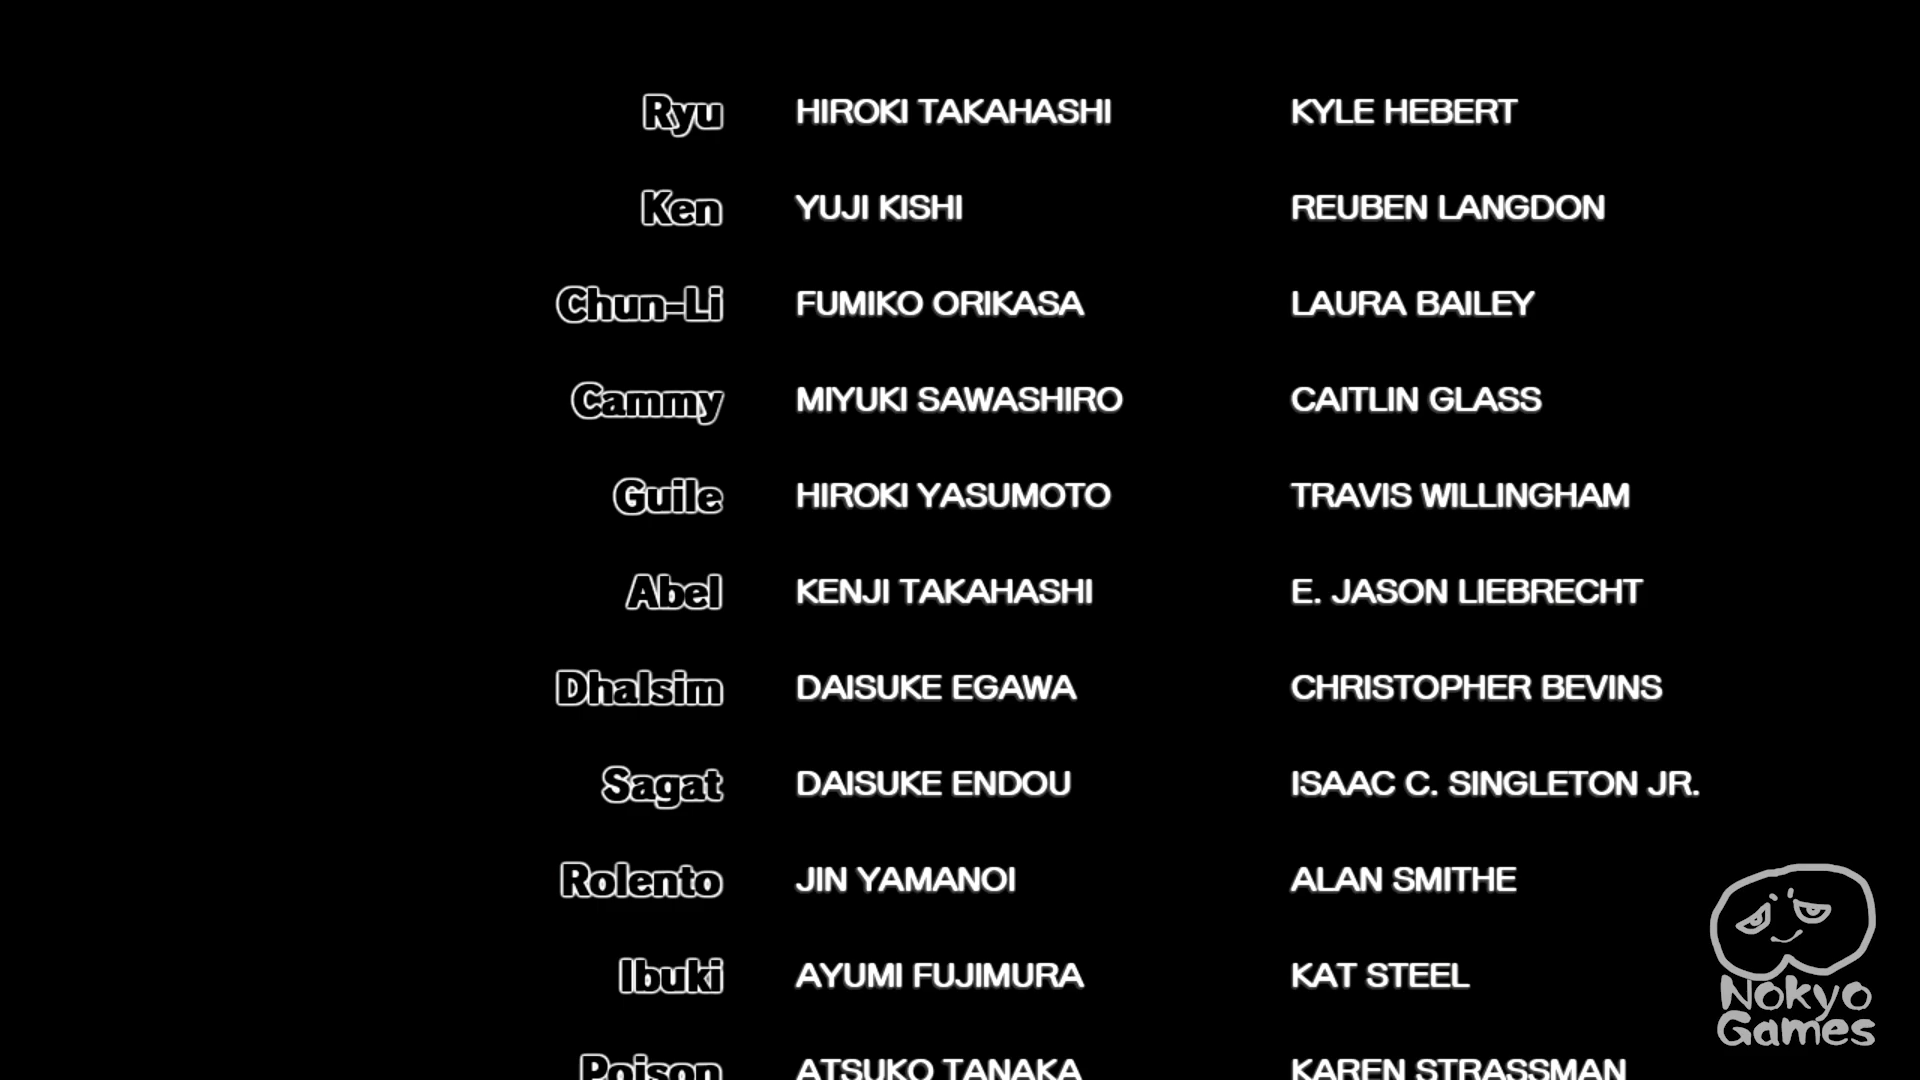 Ryu HIROKI TAKAHASHI KYLE HEBERT
Ken YUJI KISHI REUBEN LANGDON
Chun-Li FUMIKO ORIKASA LAURA BAILEY
Cammy MIYUKI SAWASHIRO CAITLIN GLASS
Guile HIROKI YASUMOTO TRAVIS WILLINGHAM
Abel KENJI TAKAHASHI E. JASON LIEBRECHT
Dhalsim DAISUKE EGAWA CHRISTOPHER BEVINS
Sagat DAISUKE ENDOU ISAAC C. SINGLETON JR.
Rolento JIN YAMANOI ALAN SMITHE
Ibuki AYUMI FUJIMURA KAT STEEL
Poison ATSUKO TANAKA KAREN STRASSMAN
Nokyo
Games